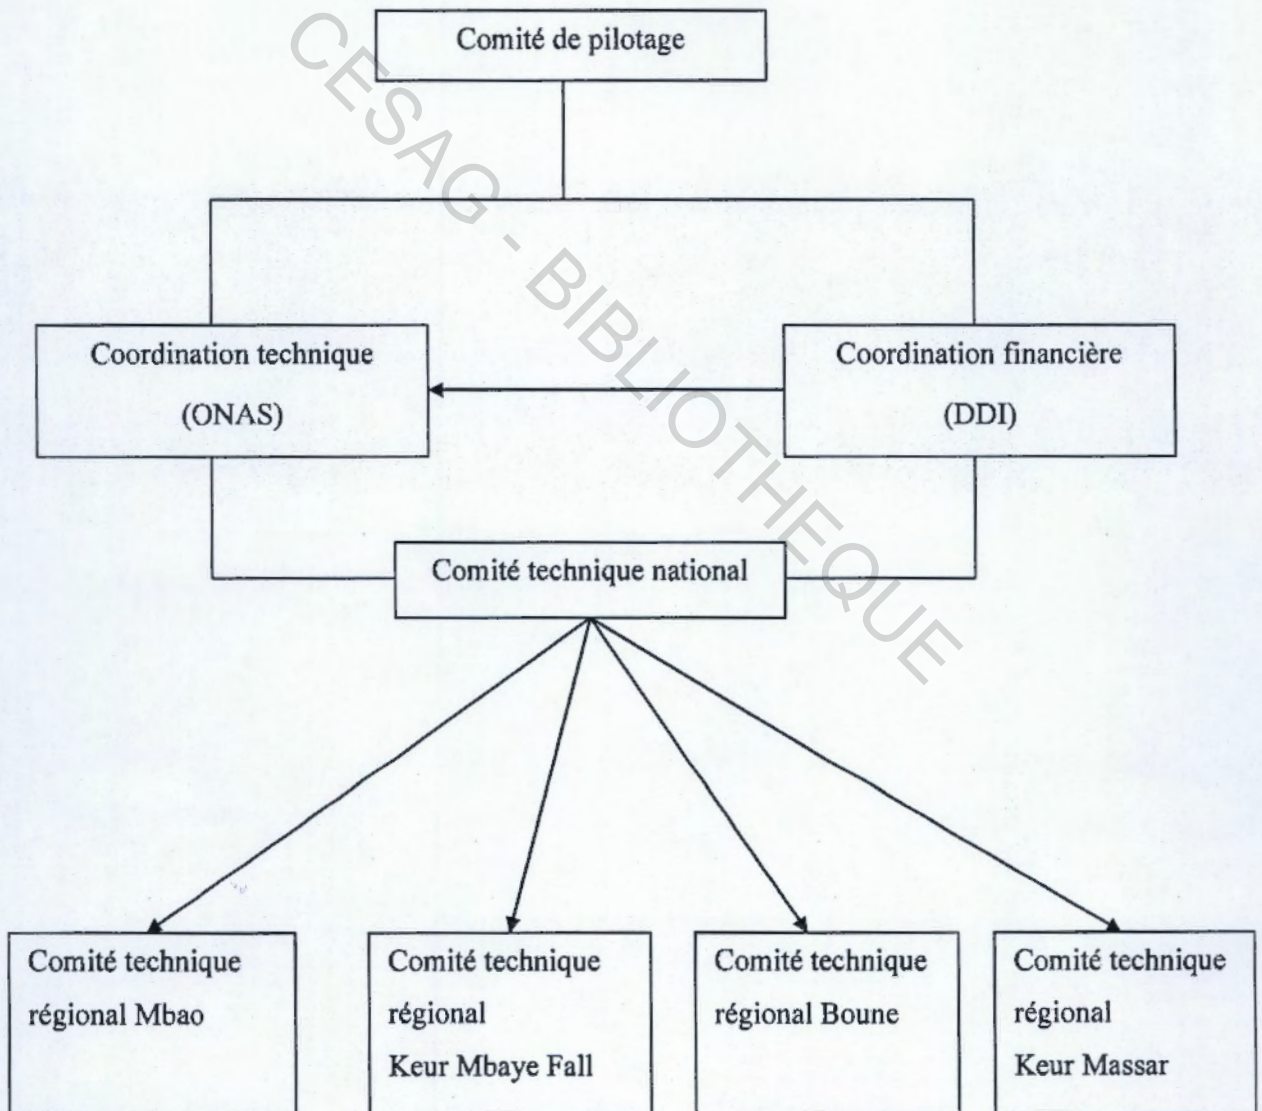 Comité de pilotage
CESAG - BIBLIOTHEQUE
Coordination technique
(ONAS)
Coordination financière
(DDI)
Comité technique national
Comité technique
régional Mbao
Comité technique
régional
Keur Mbaye Fall
Comité technique
régional Boune
Comité technique
régional
Keur Massar